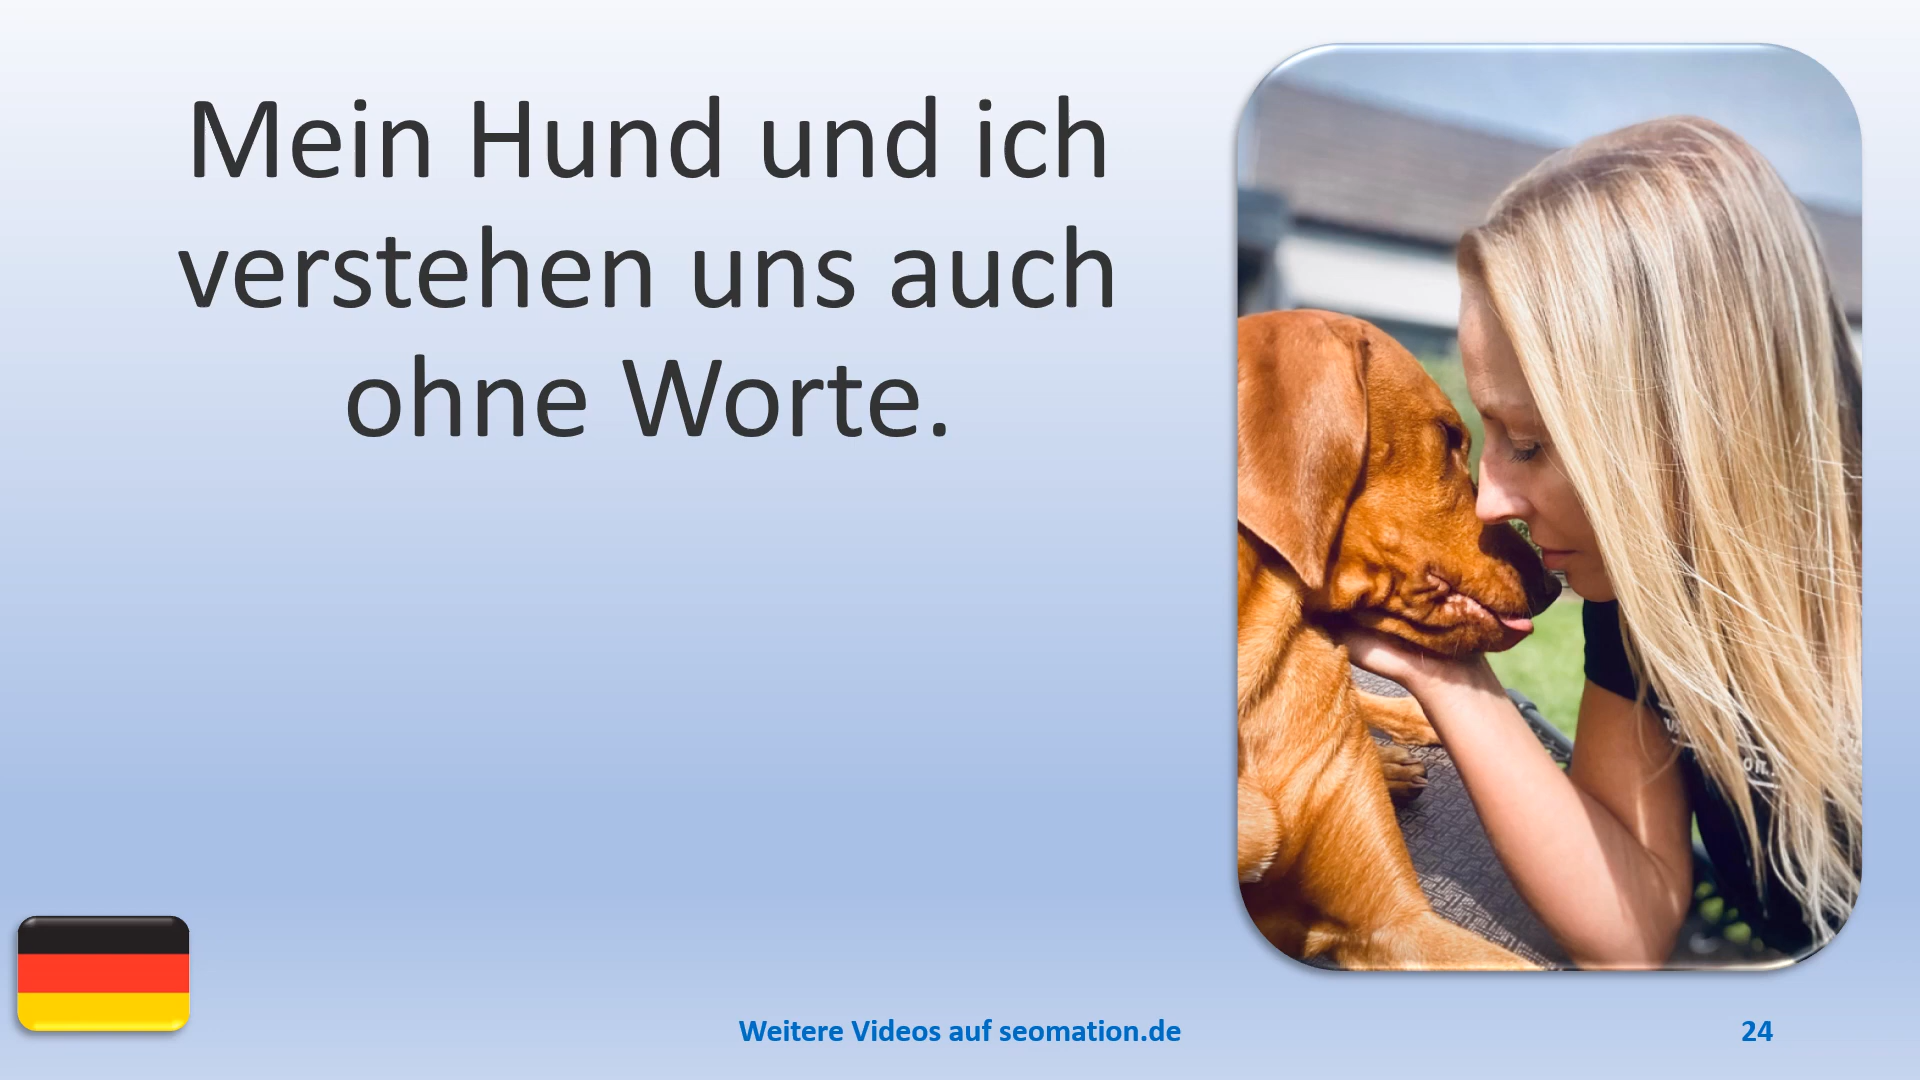 Mein Hund und ich
verstehen uns auch
ohne Worte.
Weitere Videos auf seomation.de
24